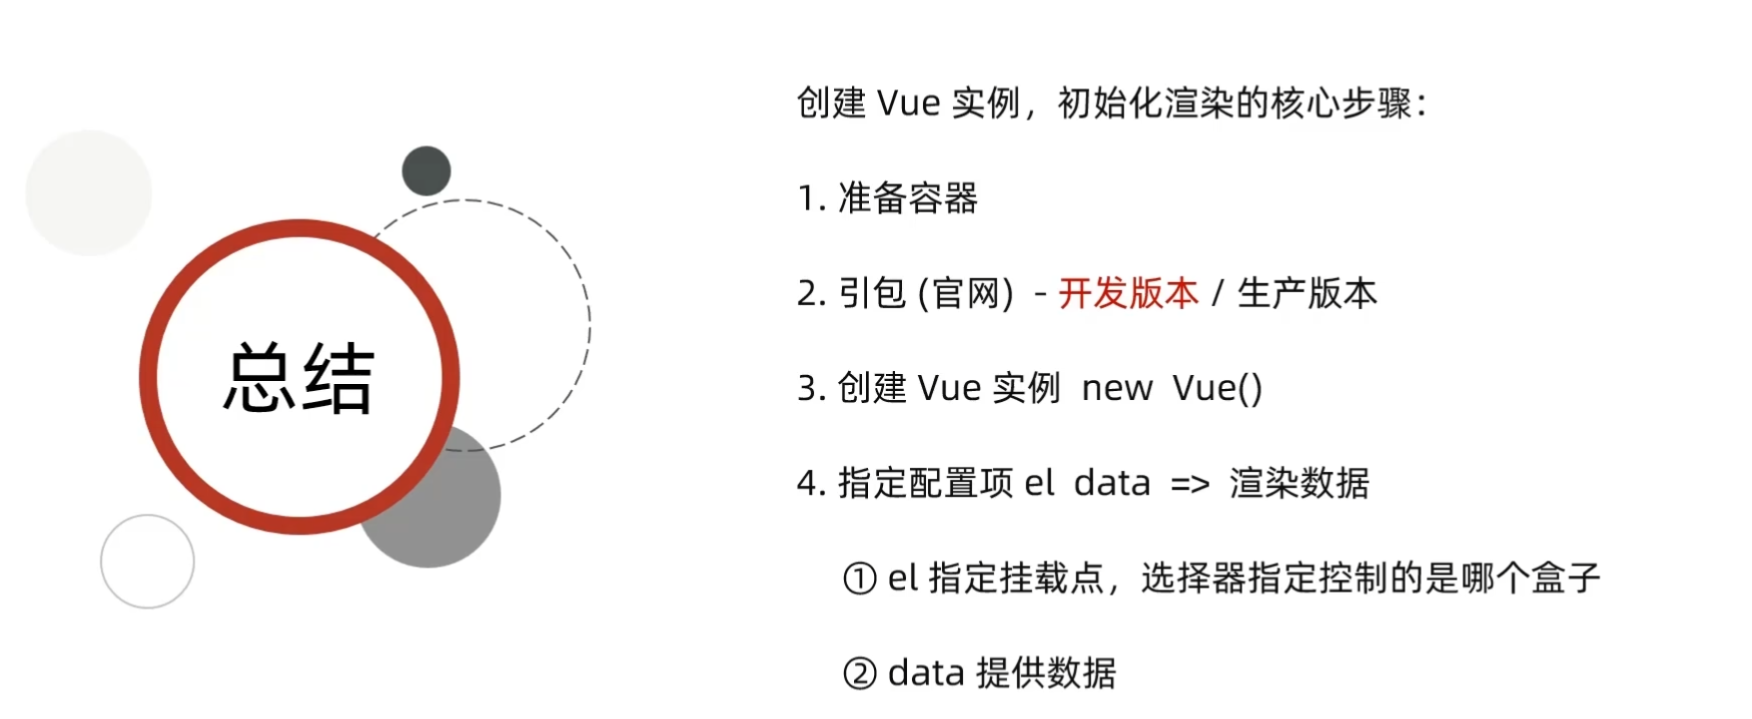 总结
创建 Vue 实例，初始化渲染的核心步骤：
1. 准备容器
2. 引包 (官网) - 开发版本 / 生产版本
3. 创建 Vue 实例 new Vue()
4. 指定配置项 el data => 渲染数据
① el 指定挂载点，选择器指定控制的是哪个盒子
② data 提供数据